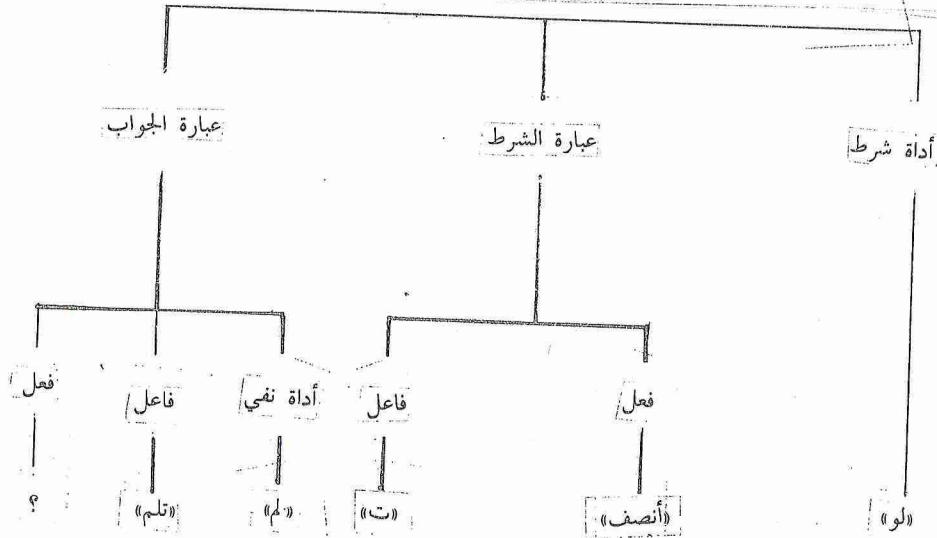 أداة شرط عبارة الشرط عبارة الجواب
فعل فاعل أداة نفي فاعل فعل
«لو» «أنصف» «ت» «لم» «تلم» ؟